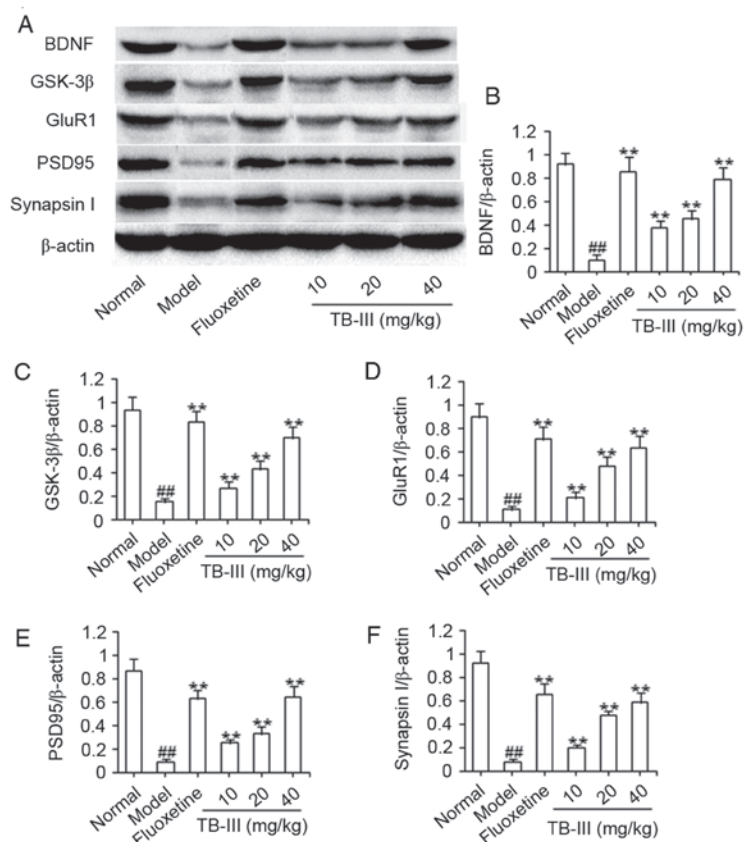 A
BDNF
GSK-3β
GluR1
PSD95
Synapsin I
β-actin
Normal
Model
Fluoxetine
10
20
40
TB-III (mg/kg)
B
BDNF/β-actin
1.2
1
0.8
0.6
0.4
0.2
0
##
**
**
**
**
Normal
Model
Fluoxetine
10
20
40
TB-III (mg/kg)
C
GSK-3β/β-actin
1.2
1
0.8
0.6
0.4
0.2
0
##
**
**
**
**
Normal
Model
Fluoxetine
10
20
40
TB-III (mg/kg)
D
GluR1/β-actin
1.2
1
0.8
0.6
0.4
0.2
0
##
**
**
**
**
Normal
Model
Fluoxetine
10
20
40
TB-III (mg/kg)
E
PSD95/β-actin
1.2
1
0.8
0.6
0.4
0.2
0
##
**
**
**
**
Normal
Model
Fluoxetine
10
20
40
TB-III (mg/kg)
F
Synapsin I/β-actin
1.2
1
0.8
0.6
0.4
0.2
0
##
**
**
**
**
Normal
Model
Fluoxetine
10
20
40
TB-III (mg/kg)